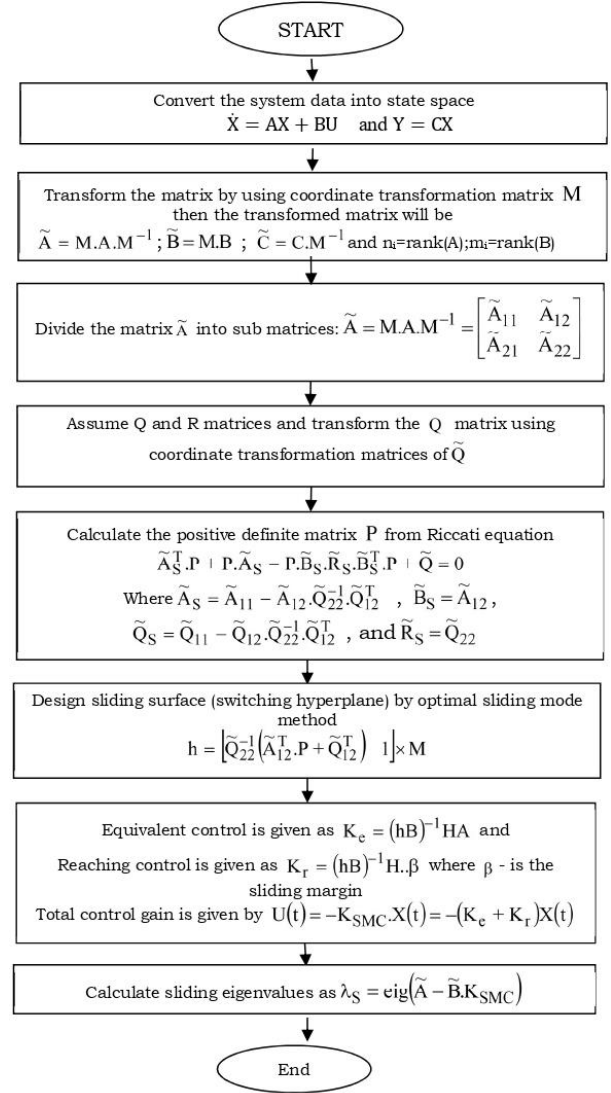 START
Convert the system data into state space
Ẋ = AX + BU and Y = CX
Transform the matrix by using coordinate transformation matrix M
then the transformed matrix will be
Ã = M.A.M⁻¹ ; B̃ = M.B ; C̃ = C.M⁻¹ and nᵢ=rank(A);mᵢ=rank(B)
Divide the matrix Ã into sub matrices: Ã = M.A.M⁻¹ = [Ã₁₁ Ã₁₂ Ã₂₁ Ã₂₂]
Assume Q and R matrices and transform the Q matrix using
coordinate transformation matrices of Q̃
Calculate the positive definite matrix P from Riccati equation
Ã_S^T.P + P.Ã_S − P.B̃_S.R̃_S.B̃_S^T.P + Q̃ = 0
Where Ã_S = Ã₁₁ − Ã₁₂.Q̃₂₂⁻¹.Q̃₁₂^T , B̃_S = Ã₁₂ ,
Q̃_S = Q̃₁₁ − Q̃₁₂.Q̃₂₂⁻¹.Q̃₁₂^T , and R̃_S = Q̃₂₂
Design sliding surface (switching hyperplane) by optimal sliding mode
method
h = [Q̃₂₂⁻¹(Ã₁₂^T.P + Q̃₁₂^T) 1] × M
Equivalent control is given as K_e = (hB)⁻¹HA and
Reaching control is given as K_r = (hB)⁻¹H..β where β - is the
sliding margin
Total control gain is given by U(t) = −K_SMC.X(t) = −(K_e + K_r)X(t)
Calculate sliding eigenvalues as λ_S = eig(Ã − B̃.K_SMC)
End